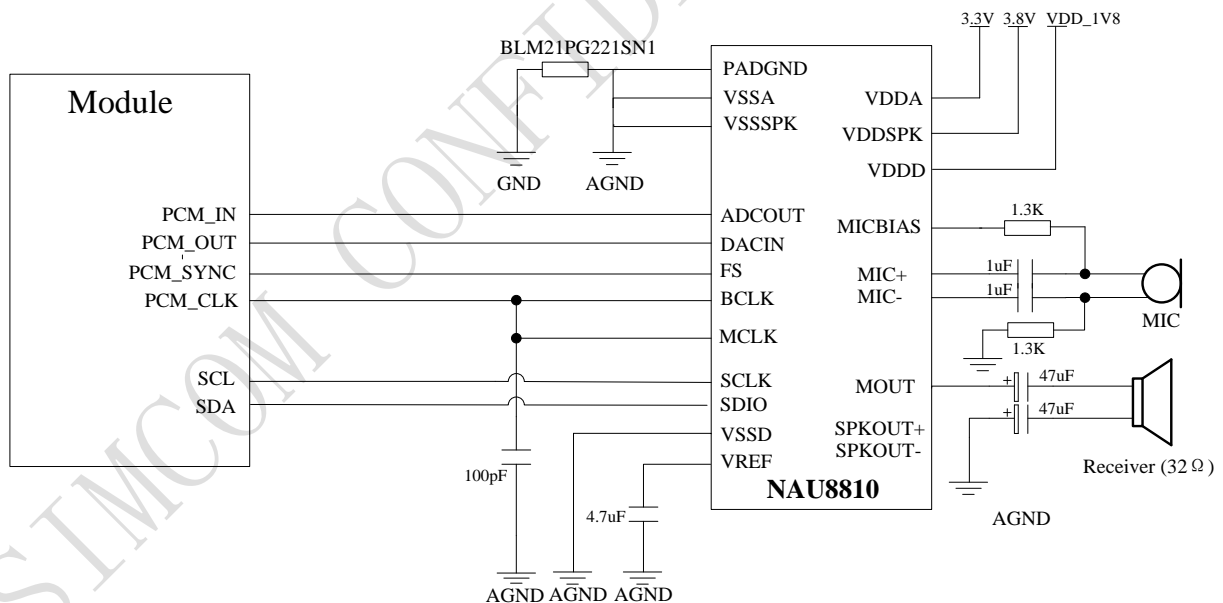 SIMCOM CONFID
Module
PCM_IN
PCM_OUT
PCM_SYNC
PCM_CLK
SCL
SDA
BLM21PG221SN1
GND
AGND
100pF
4.7uF
AGND AGND AGND
PADGND
VSSA
VSSSPK
ADCOUT
DACIN
FS
BCLK
MCLK
SCLK
SDIO
VSSD
VREF
VDDA
VDDSPK
VDDD
MICBIAS
MIC+
MIC-
MOUT
SPKOUT+
SPKOUT-
NAU8810
3.3V 3.8V VDD_1V8
1.3K
1uF
1uF
MIC
1.3K
+ 47uF
+ 47uF
Receiver (32Ω)
AGND